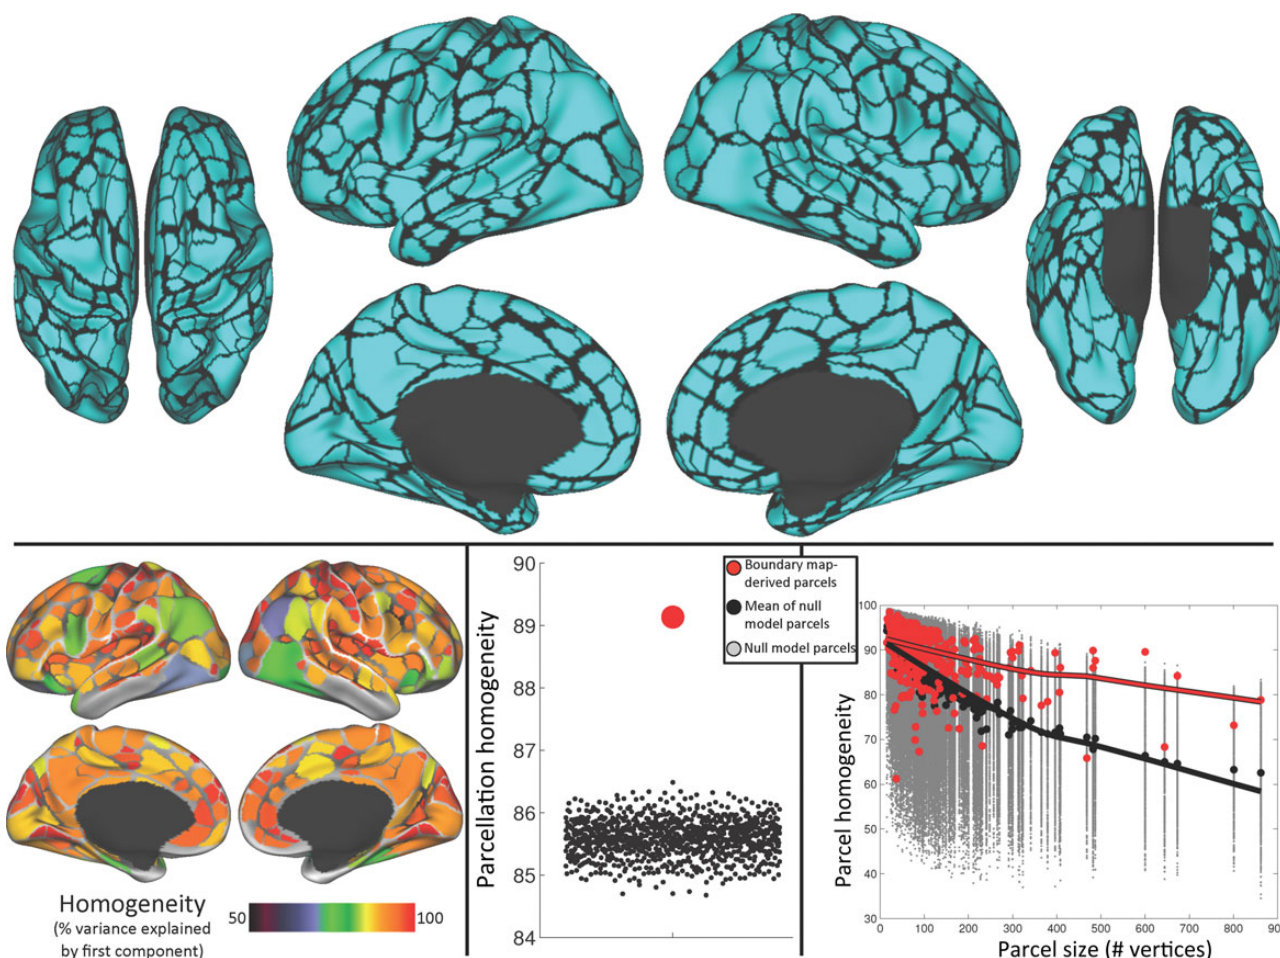 90
89
88
87
86
85
84
Parcellation homogeneity
Boundary map-
derived parcels
Mean of null
model parcels
Null model parcels
100
90
80
70
60
50
40
30
Parcel homogeneity
0 100 200 300 400 500 600 700 800 90
Parcel size (# vertices)
Homogeneity
(% variance explained
by first component)
50
100